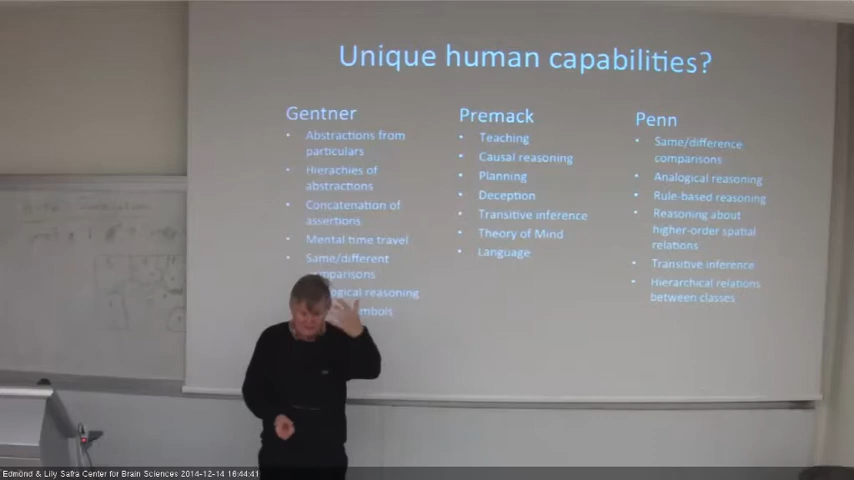 Unique human capabilities?
Gentner
• Abstractions from
particulars
• Hierachies of
abstractions
• Concatenation of
assertions
• Mental time travel
• Same/different
comparisons
logical reasoning
mbols
Premack
• Teaching
• Causal reasoning
• Planning
• Deception
• Transitive inference
• Theory of Mind
• Language
Penn
• Same/difference
comparisons
• Analogical reasoning
• Rule-based reasoning
• Reasoning about
higher-order spatial
relations
• Transitive inference
• Hierarchical relations
between classes
Edmond & Lily Safra Center for Brain Sciences 2014-12-14 16:44:41